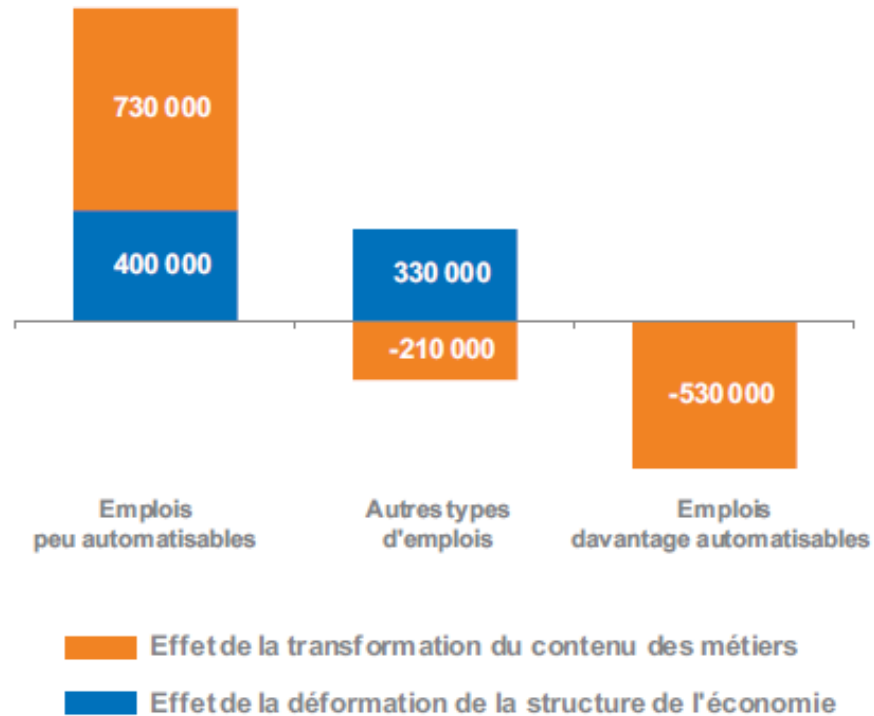 730 000
400 000
330 000
-210 000
-530 000
Emplois
peu automatisables
Autres types
d'emplois
Emplois
davantage automatisables
Effet de la transformation du contenu des métiers
Effet de la déformation de la structure de l'économie